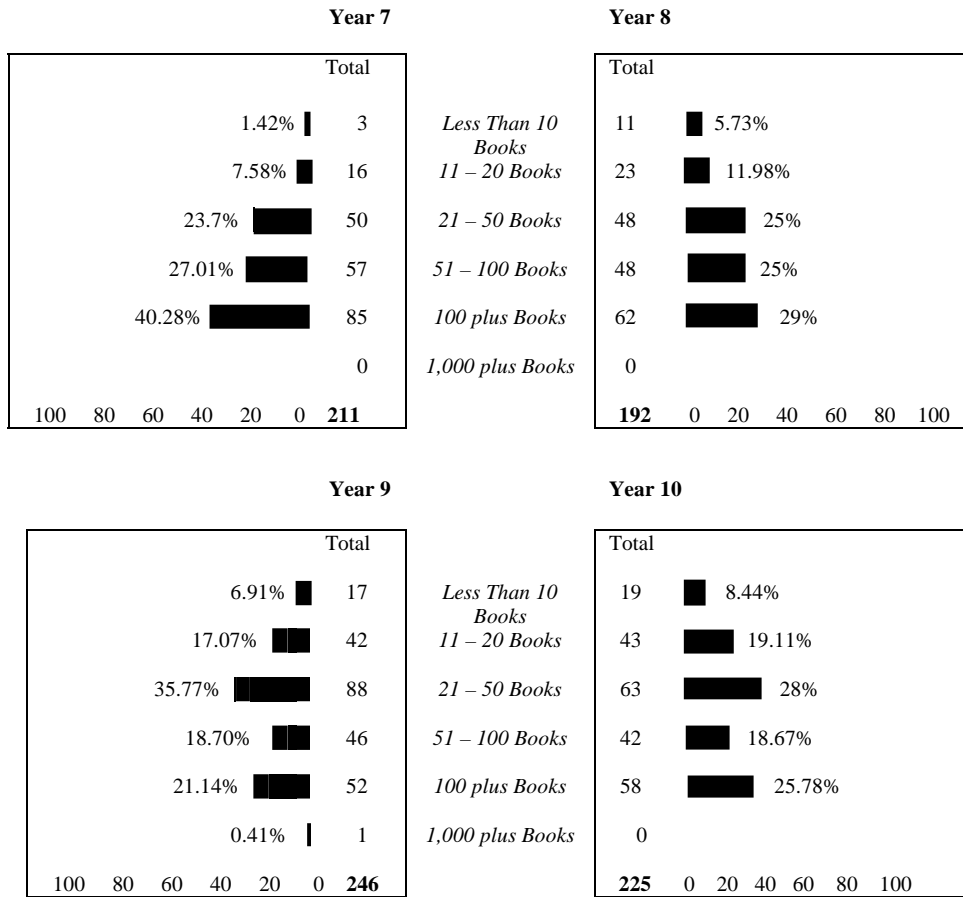 Year 7 Year 8
Total Total
1.42% 3 Less Than 10 Books 11 5.73%
7.58% 16 11 – 20 Books 23 11.98%
23.7% 50 21 – 50 Books 48 25%
27.01% 57 51 – 100 Books 48 25%
40.28% 85 100 plus Books 62 29%
0 1,000 plus Books 0
100 80 60 40 20 0 211 192 0 20 40 60 80 100
Year 9 Year 10
Total Total
6.91% 17 Less Than 10 Books 19 8.44%
17.07% 42 11 – 20 Books 43 19.11%
35.77% 88 21 – 50 Books 63 28%
18.70% 46 51 – 100 Books 42 18.67%
21.14% 52 100 plus Books 58 25.78%
0.41% 1 1,000 plus Books 0
100 80 60 40 20 0 246 225 0 20 40 60 80 100